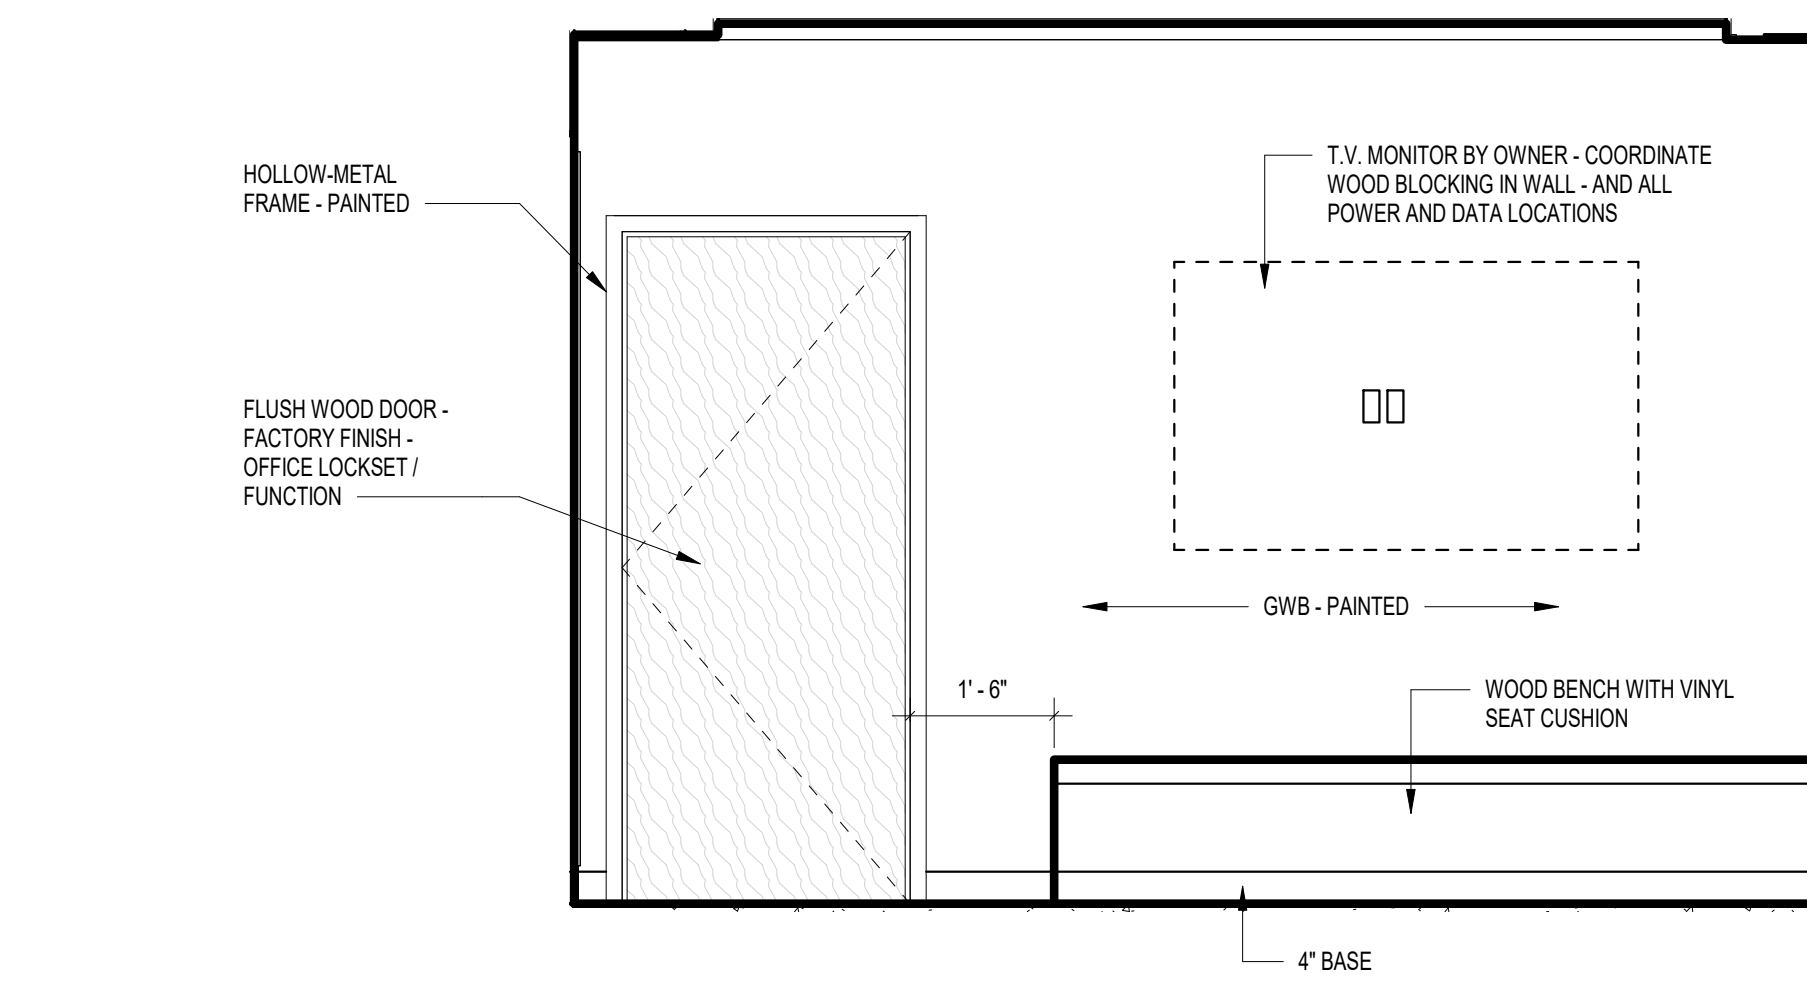 HOLLOW-METAL
FRAME - PAINTED
T.V. MONITOR BY OWNER - COORDINATE
WOOD BLOCKING IN WALL - AND ALL
POWER AND DATA LOCATIONS
FLUSH WOOD DOOR -
FACTORY FINISH -
OFFICE LOCKSET /
FUNCTION
GWB - PAINTED
1' - 6"
WOOD BENCH WITH VINYL
SEAT CUSHION
4" BASE